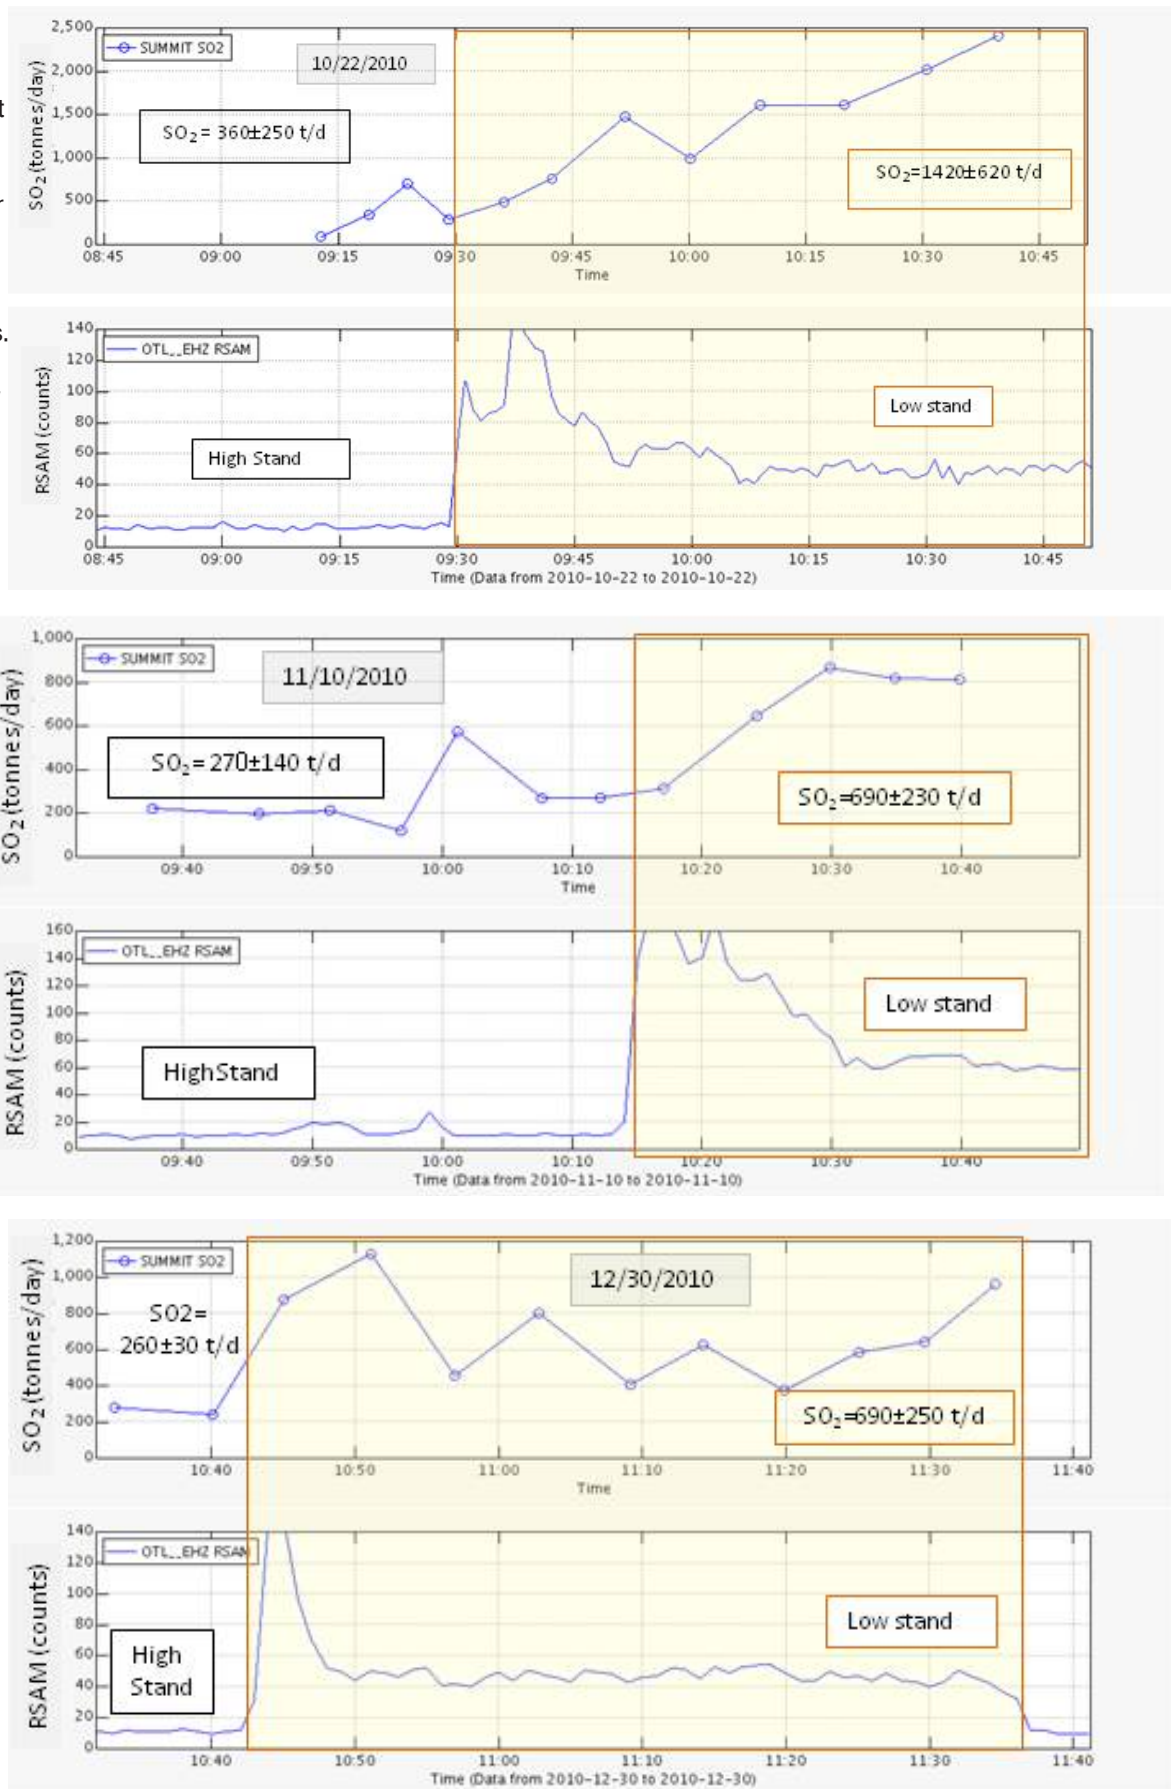 2,500
SUMMIT SO2
10/22/2010
2,000
t
1,500
SO₂ = 360±250 t/d
SO₂ (tonnes/day)
1,000
SO₂=1420±620 t/d
500
r
0
08:45 09:00 09:15 09:30 09:45 10:00 10:15 10:30 10:45
Time
140
s.
OTL__EHZ RSAM
120
100
RSAM (counts)
Low stand
80
60
High Stand
40
20
0
08:45 09:00 09:15 09:30 09:45 10:00 10:15 10:30 10:45
Time (Data from 2010-10-22 to 2010-10-22)
1,000
SUMMIT SO2
11/10/2010
800
SO₂ (tonnes/day)
600
SO₂ = 270±140 t/d
400
SO₂=690±230 t/d
200
0
09:40 09:50 10:00 10:10 10:20 10:30 10:40
Time
160
OTL__EHZ RSAM
140
120
RSAM (counts)
100
Low stand
80
60
HighStand
40
20
0
09:40 09:50 10:00 10:10 10:20 10:30 10:40
Time (Data from 2010-11-10 to 2010-11-10)
1,200
SUMMIT SO2
12/30/2010
1,000
SO2=
800
260±30 t/d
SO₂ (tonnes/day)
600
400
SO₂=690±250 t/d
200
0
10:40 10:50 11:00 11:10 11:20 11:30 11:40
Time
140
OTL__EHZ RSAM
120
100
RSAM (counts)
80
Low stand
60
High
Stand
40
20
0
10:40 10:50 11:00 11:10 11:20 11:30 11:40
Time (Data from 2010-12-30 to 2010-12-30)